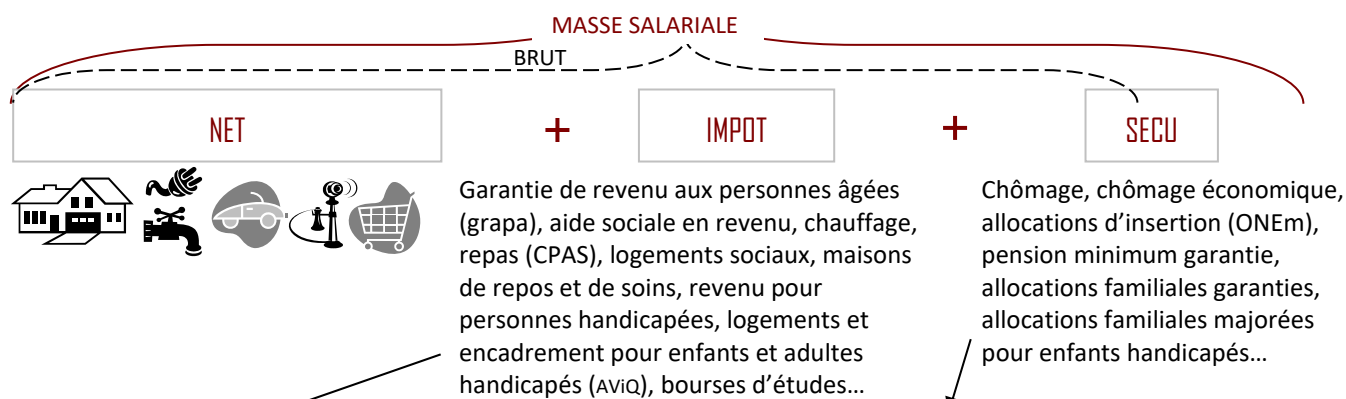 MASSE SALARIALE
BRUT
NET + IMPOT + SECU
Garantie de revenu aux personnes âgées
(grapa), aide sociale en revenu, chauffage,
repas (CPAS), logements sociaux, maisons
de repos et de soins, revenu pour
personnes handicapées, logements et
encadrement pour enfants et adultes
handicapés (AViQ), bourses d’études…
Chômage, chômage économique,
allocations d’insertion (ONEm),
pension minimum garantie,
allocations familiales garanties,
allocations familiales majorées
pour enfants handicapés…